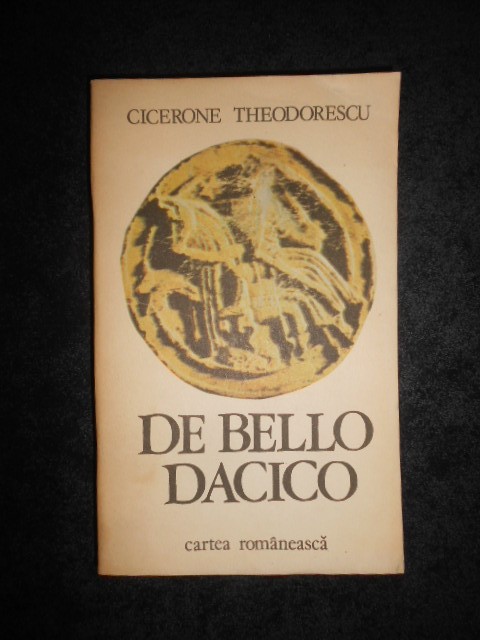 CICERONE THEODORESCU
DE BELLO
DACICO
cartea românească